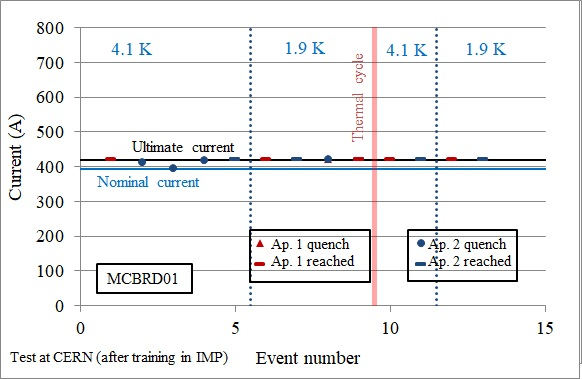 800
700
600
500
400
300
200
100
0
Current (A)
4.1 K
1.9 K
4.1 K
1.9 K
Thermal cycle
Ultimate current
Nominal current
Ap. 1 quench
Ap. 1 reached
Ap. 2 quench
Ap. 2 reached
MCBRD01
0
5
10
15
Test at CERN (after training in IMP)
Event number